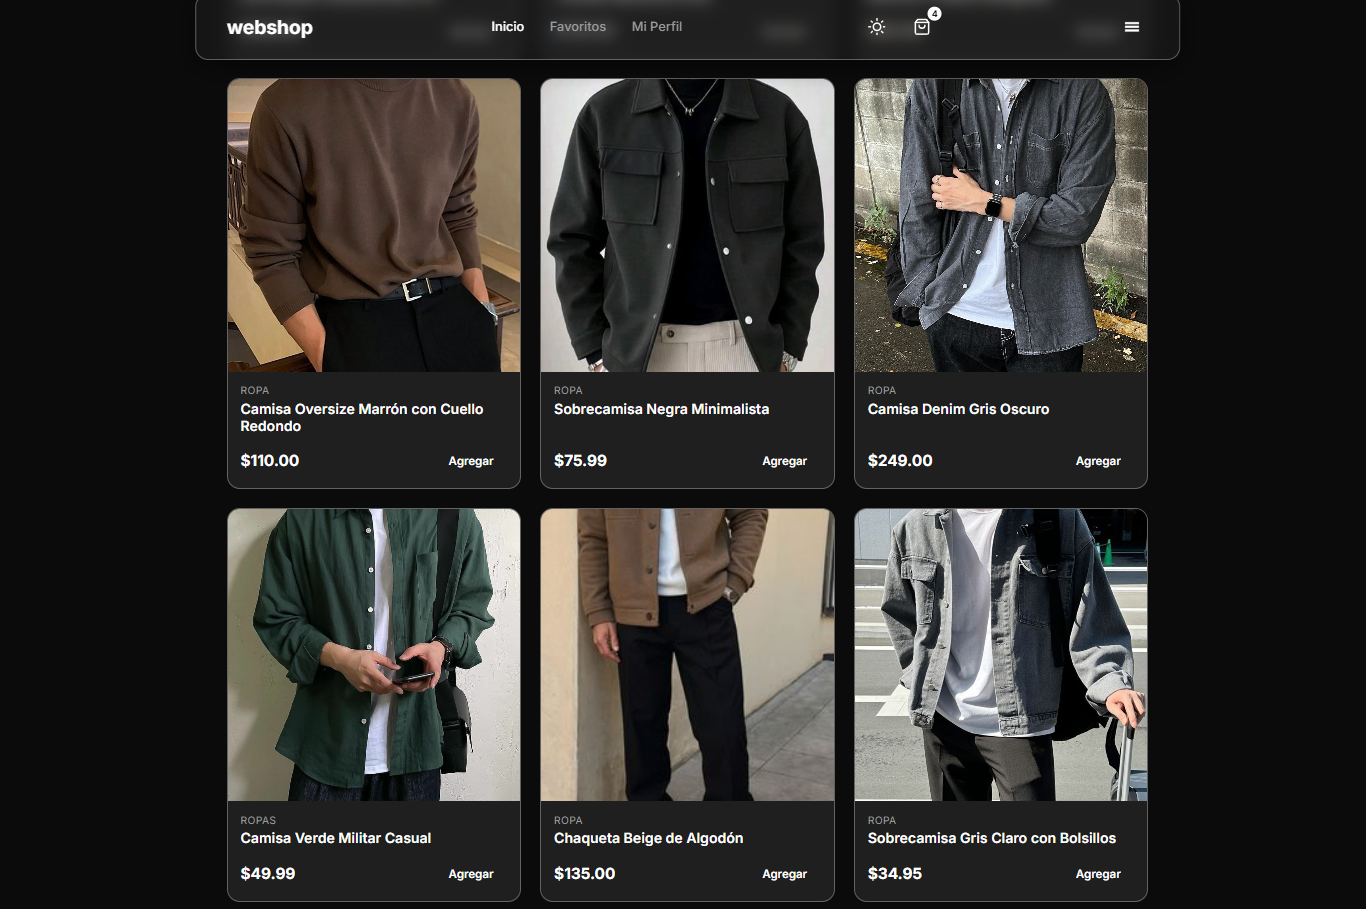 webshop
Inicio Favoritos Mi Perfil
4
ROPA
Camisa Oversize Marrón con Cuello
Redondo
$110.00 Agregar
ROPA
Sobrecamisa Negra Minimalista
$75.99 Agregar
ROPA
Camisa Denim Gris Oscuro
$249.00 Agregar
ROPAS
Camisa Verde Militar Casual
$49.99 Agregar
ROPA
Chaqueta Beige de Algodón
$135.00 Agregar
ROPA
Sobrecamisa Gris Claro con Bolsillos
$34.95 Agregar